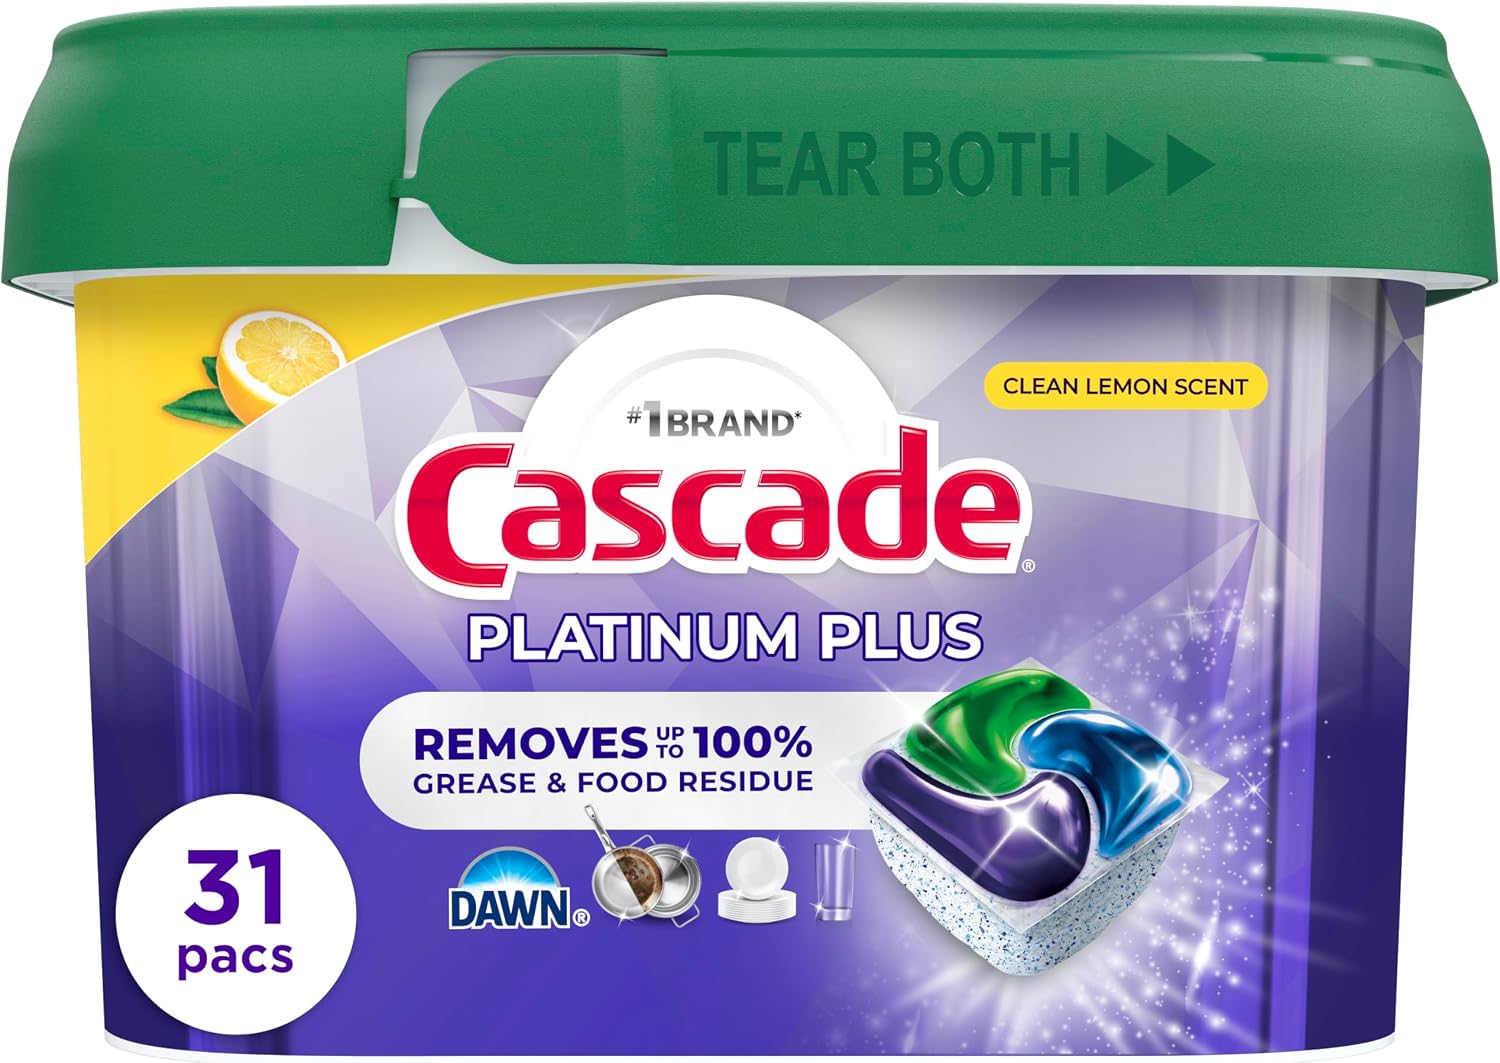 TEAR BOTH
CLEAN LEMON SCENT
#1BRAND*
Cascade®
PLATINUM PLUS
REMOVES UP TO 100%
GREASE & FOOD RESIDUE
DAWN®
31
pacs